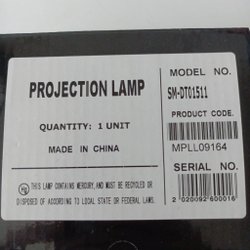 MODEL NO.
PROJECTION LAMP
SM-DT01511
PRODUCT CODE.
QUANTITY: 1 UNIT
MPLL09164
MADE IN CHINA
SERIAL NO.
THIS LAMP CONTAINS MERCURY, AND MUST BE RECYCLED OR
DISPOSED OF ACCORDING TO LOCAL STATE OR FEDERAL LAWS.
2020092600016